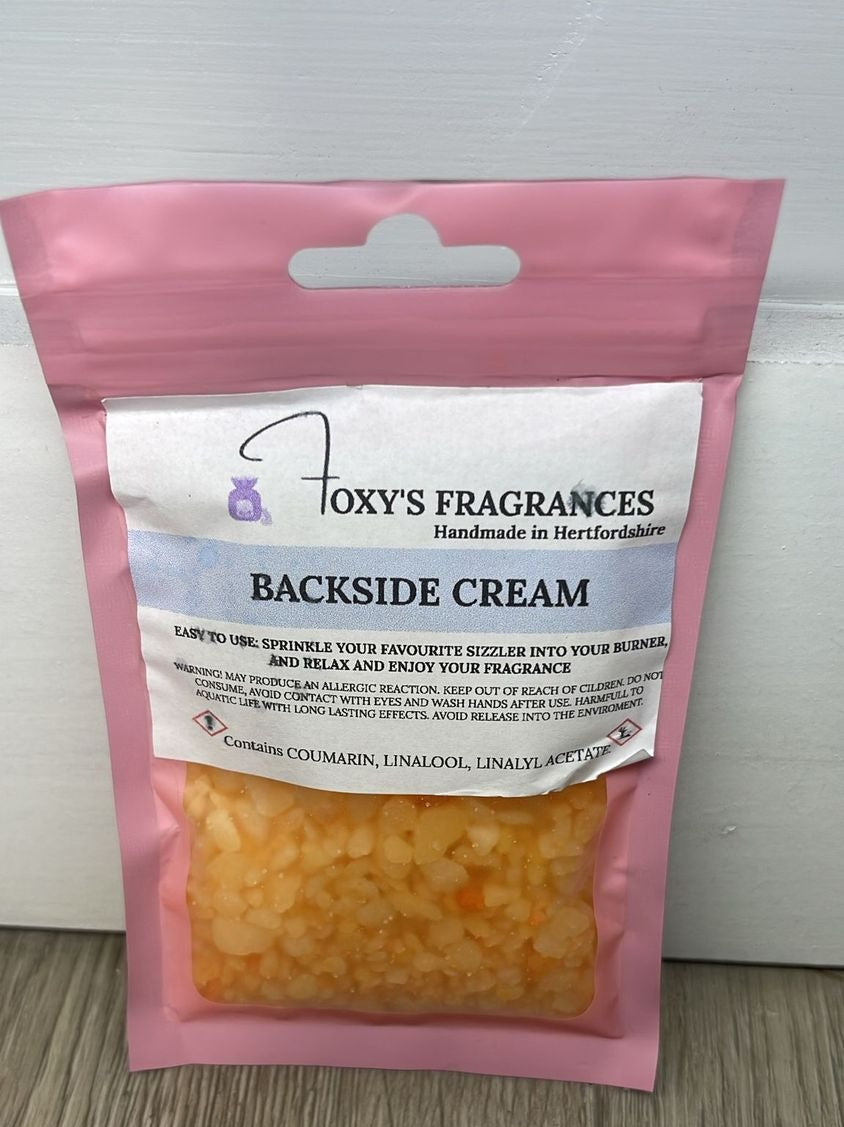 FOXY'S FRAGRANCES
Handmade in Hertfordshire
BACKSIDE CREAM
EASY TO USE: SPRINKLE YOUR FAVOURITE SIZZLER INTO YOUR BURNER,
AND RELAX AND ENJOY YOUR FRAGRANCE
WARNING! MAY PRODUCE AN ALLERGIC REACTION. KEEP OUT OF REACH OF CILDREN. DO NOT
CONSUME, AVOID CONTACT WITH EYES AND WASH HANDS AFTER USE. HARMFULL TO
AQUATIC LIFE WITH LONG LASTING EFFECTS. AVOID RELEASE INTO THE ENVIROMENT.
Contains COUMARIN, LINALOOL, LINALYL ACETATE